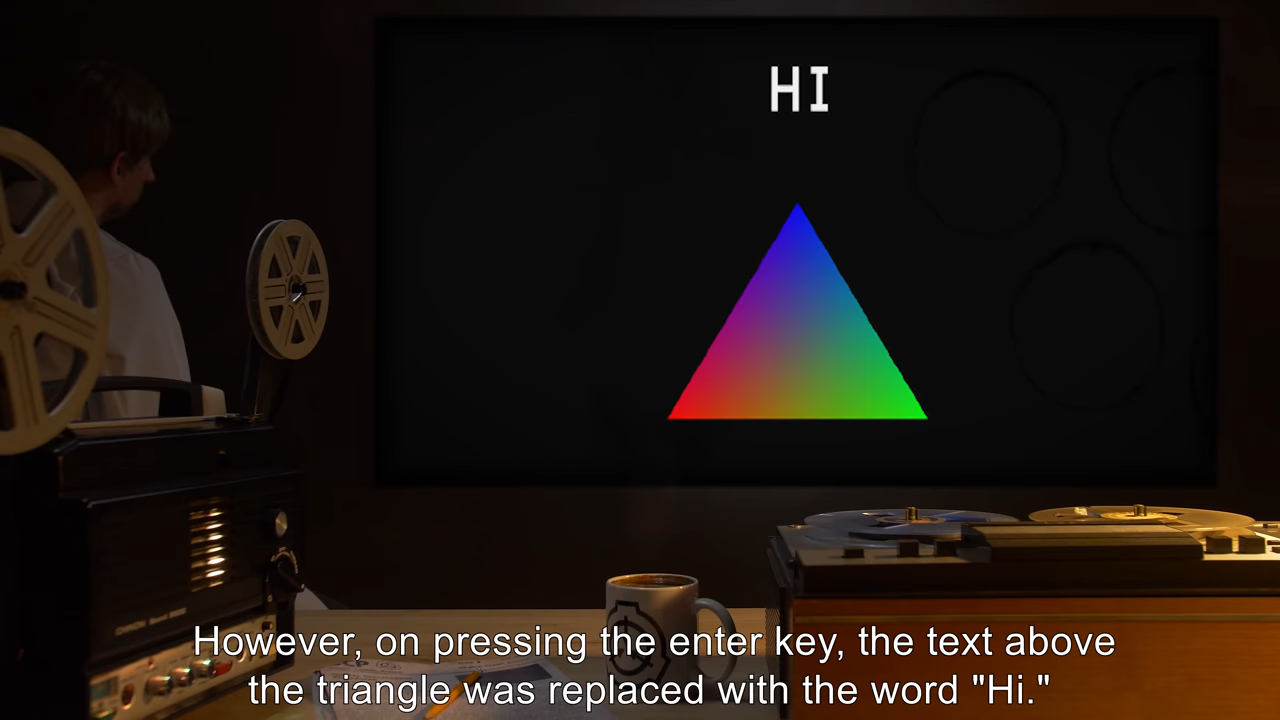 HI
However, on pressing the enter key, the text above
the triangle was replaced with the word "Hi."